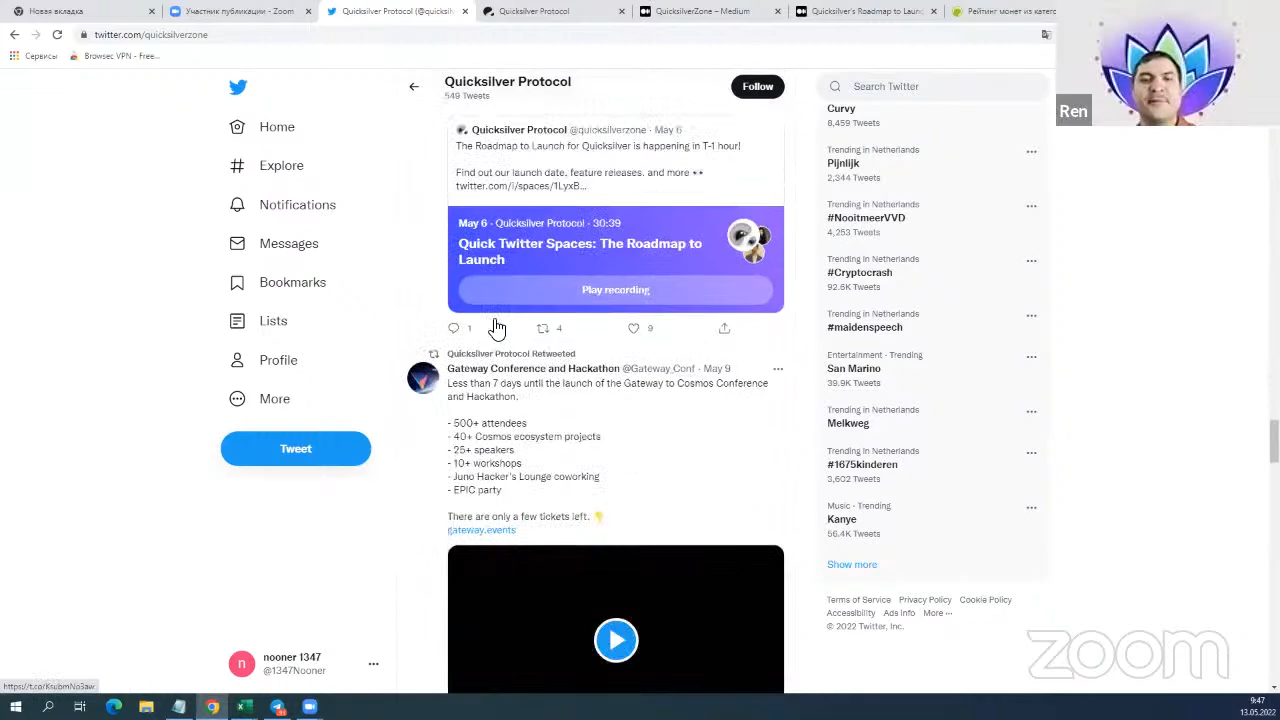 Новая вкладка
Участник публикации - Zoom
Quicksilver Protocol (@quicksilv
Quicksilver Protocol
QuicksilverZone – Medium
Quicksilver's Roadmap to Launc
Рейтинг монет из катего
twitter.com/quicksilverzone
Сервисы
Browsec VPN - Free...
Ren
Quicksilver Protocol
549 Tweets
Follow
Search Twitter
Home
Explore
Notifications
Messages
Bookmarks
Lists
Profile
More
Tweet
nooner 1347
@1347Nooner
n
Quicksilver Protocol @quicksilverzone · May 6
The Roadmap to Launch for Quicksilver is happening in T-1 hour!
Find out our launch date, feature releases, and more 👀
twitter.com/i/spaces/1LyxB...
May 6 · Quicksilver Protocol · 30:39
Quick Twitter Spaces: The Roadmap to
Launch
Play recording
1
4
9
Quicksilver Protocol Retweeted
Gateway Conference and Hackathon @Gateway_Conf · May 9
Less than 7 days until the launch of the Gateway to Cosmos Conference
and Hackathon.
- 500+ attendees
- 40+ Cosmos ecosystem projects
- 25+ speakers
- 10+ workshops
- Juno Hacker's Lounge coworking
- EPIC party
There are only a few tickets left. 👇
gateway.events
Curvy
8,459 Tweets
Trending in Netherlands
Pijnlijk
2,344 Tweets
Trending in Netherlands
#NooitmeerVVD
4,253 Tweets
Trending in Netherlands
#Cryptocrash
92.6K Tweets
Trending in Netherlands
#maidenspeech
Entertainment · Trending
San Marino
39.9K Tweets
Trending in Netherlands
Melkweg
Trending in Netherlands
#1675kinderen
3,602 Tweets
Music · Trending
Kanye
56.4K Tweets
Show more
Terms of Service Privacy Policy Cookie Policy
Accessibility Ads info More ···
© 2022 Twitter, Inc.
zoom
9:47
13.05.2022